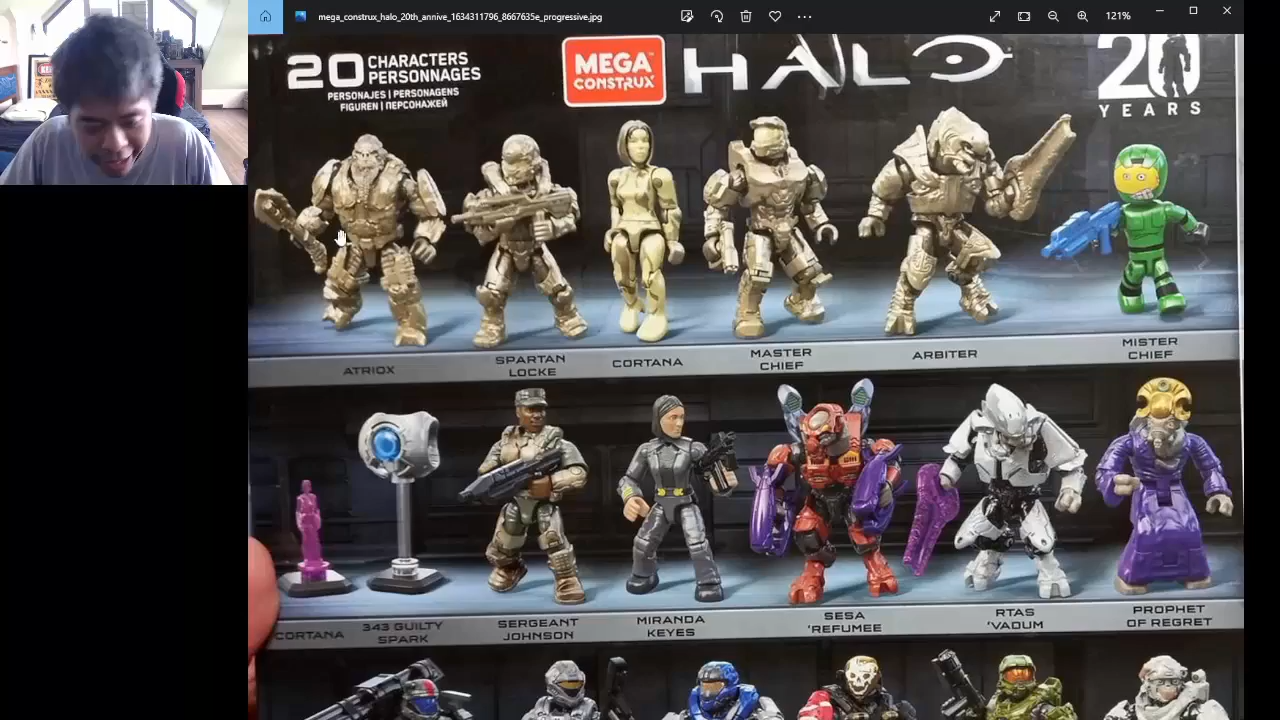 mega_construx_halo_20th_annive_1634311796_8667635e_progressive.jpg
121%
20 CHARACTERS
PERSONNAGES
PERSONAJES | PERSONAGENS
FIGUREN | ПЕРСОНАЖЕЙ
MEGA
CONSTRUX
HALO
20
YEARS
ATRIOX
SPARTAN
LOCKE
CORTANA
MASTER
CHIEF
ARBITER
MISTER
CHIEF
CORTANA
343 GUILTY
SPARK
SERGEANT
JOHNSON
MIRANDA
KEYES
SESA
'REFUMEE
RTAS
'VADUM
PROPHET
OF REGRET